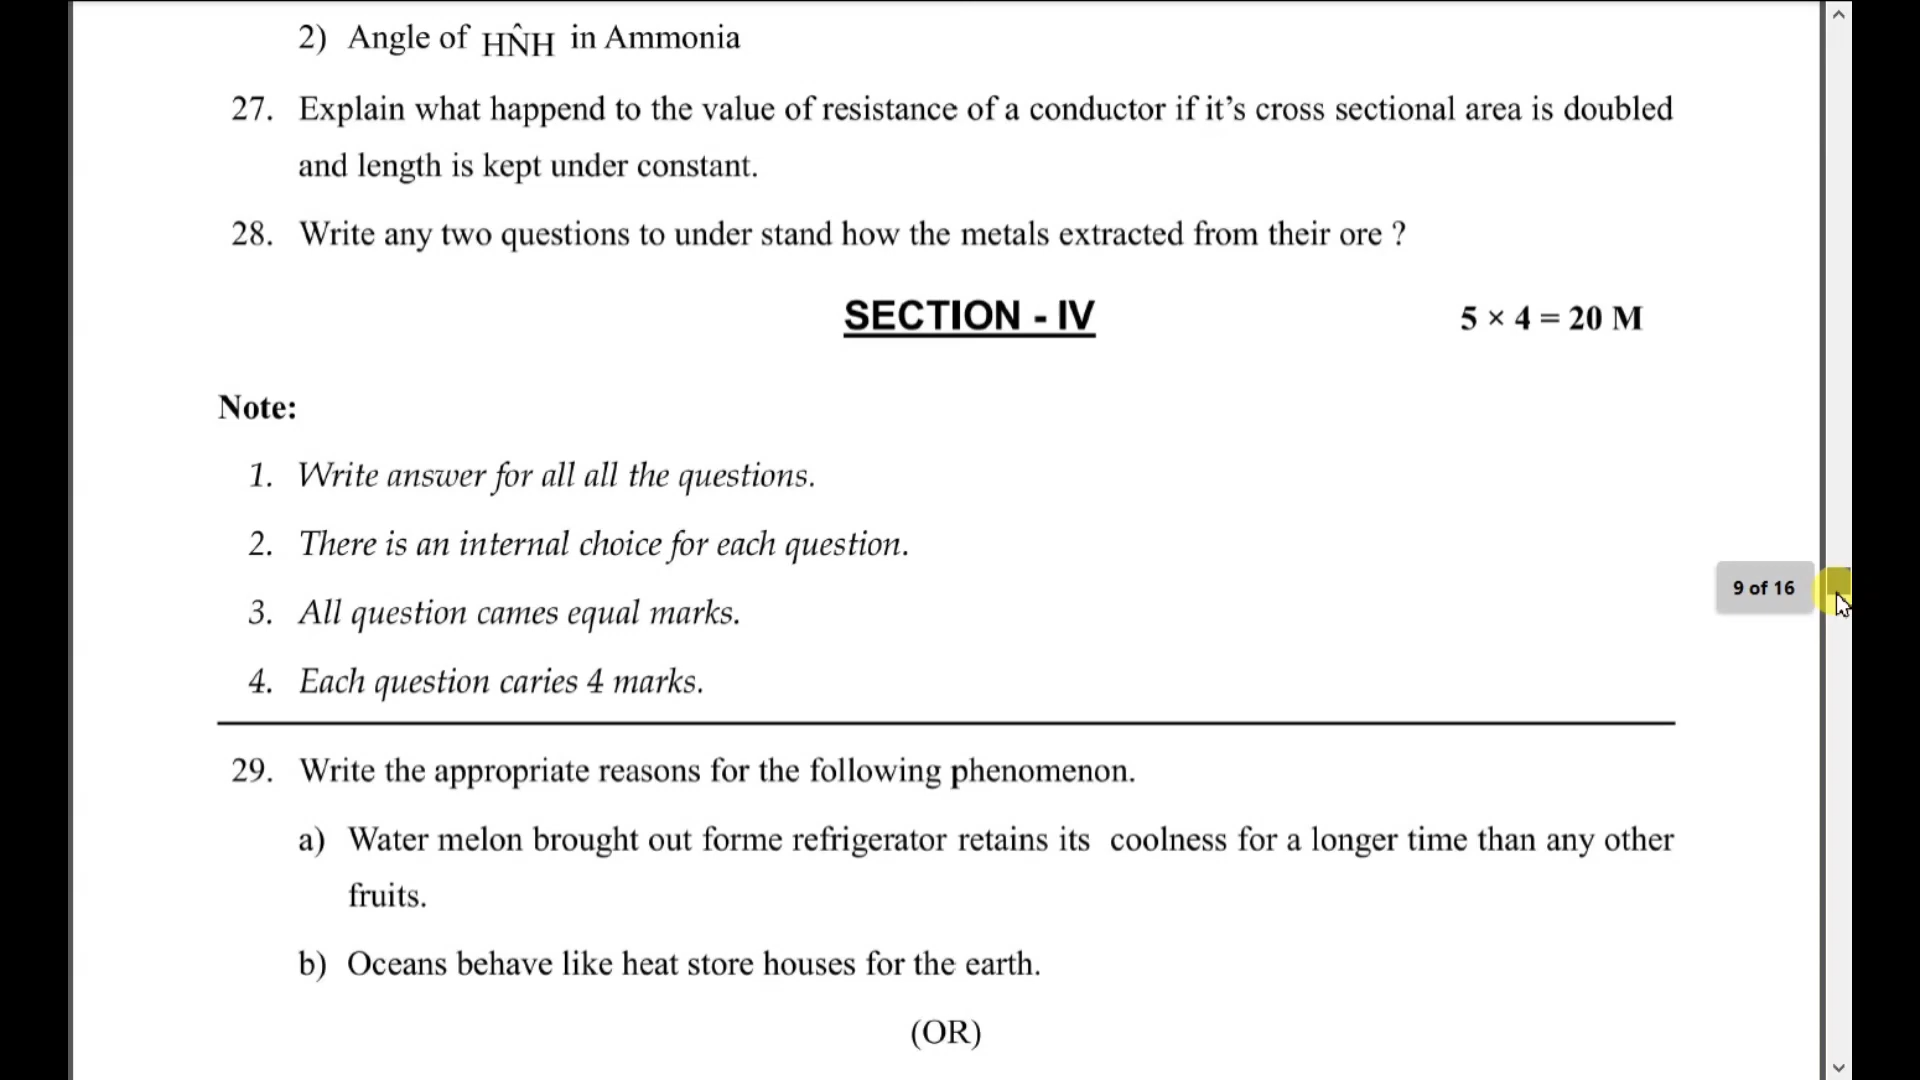 2) Angle of HN̂H in Ammonia
27. Explain what happend to the value of resistance of a conductor if it’s cross sectional area is doubled
and length is kept under constant.
28. Write any two questions to under stand how the metals extracted from their ore ?
SECTION - IV 5 × 4 = 20 M
Note:
1. Write answer for all all the questions.
2. There is an internal choice for each question.
3. All question cames equal marks.
4. Each question caries 4 marks.
9 of 16
29. Write the appropriate reasons for the following phenomenon.
a) Water melon brought out forme refrigerator retains its coolness for a longer time than any other
fruits.
b) Oceans behave like heat store houses for the earth.
(OR)